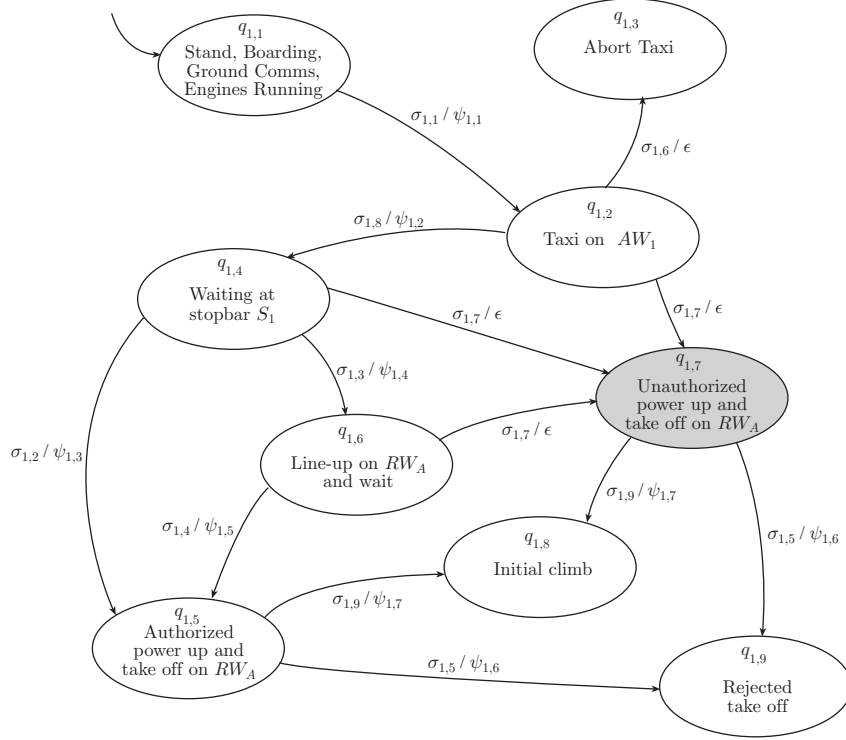 q1,1
Stand, Boarding,
Ground Comms,
Engines Running
q1,3
Abort Taxi
σ1,1 / ψ1,1
σ1,6 / ϵ
q1,2
Taxi on AW1
σ1,8 / ψ1,2
q1,4
Waiting at
stopbar S1
σ1,7 / ϵ
σ1,7 / ϵ
q1,7
Unauthorized
power up and
take off on RWA
σ1,3 / ψ1,4
σ1,2 / ψ1,3
q1,6
Line-up on RWA
and wait
σ1,7 / ϵ
σ1,9 / ψ1,7
σ1,4 / ψ1,5
σ1,5 / ψ1,6
q1,8
Initial climb
q1,5
Authorized
power up and
take off on RWA
σ1,9 / ψ1,7
σ1,5 / ψ1,6
q1,9
Rejected
take off